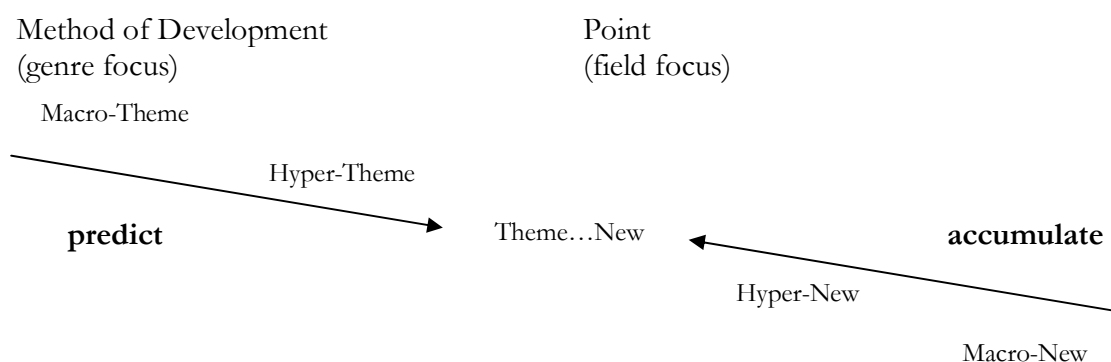 Method of Development
(genre focus)
Point
(field focus)
Macro-Theme
Hyper-Theme
predict
Theme…New
accumulate
Hyper-New
Macro-New